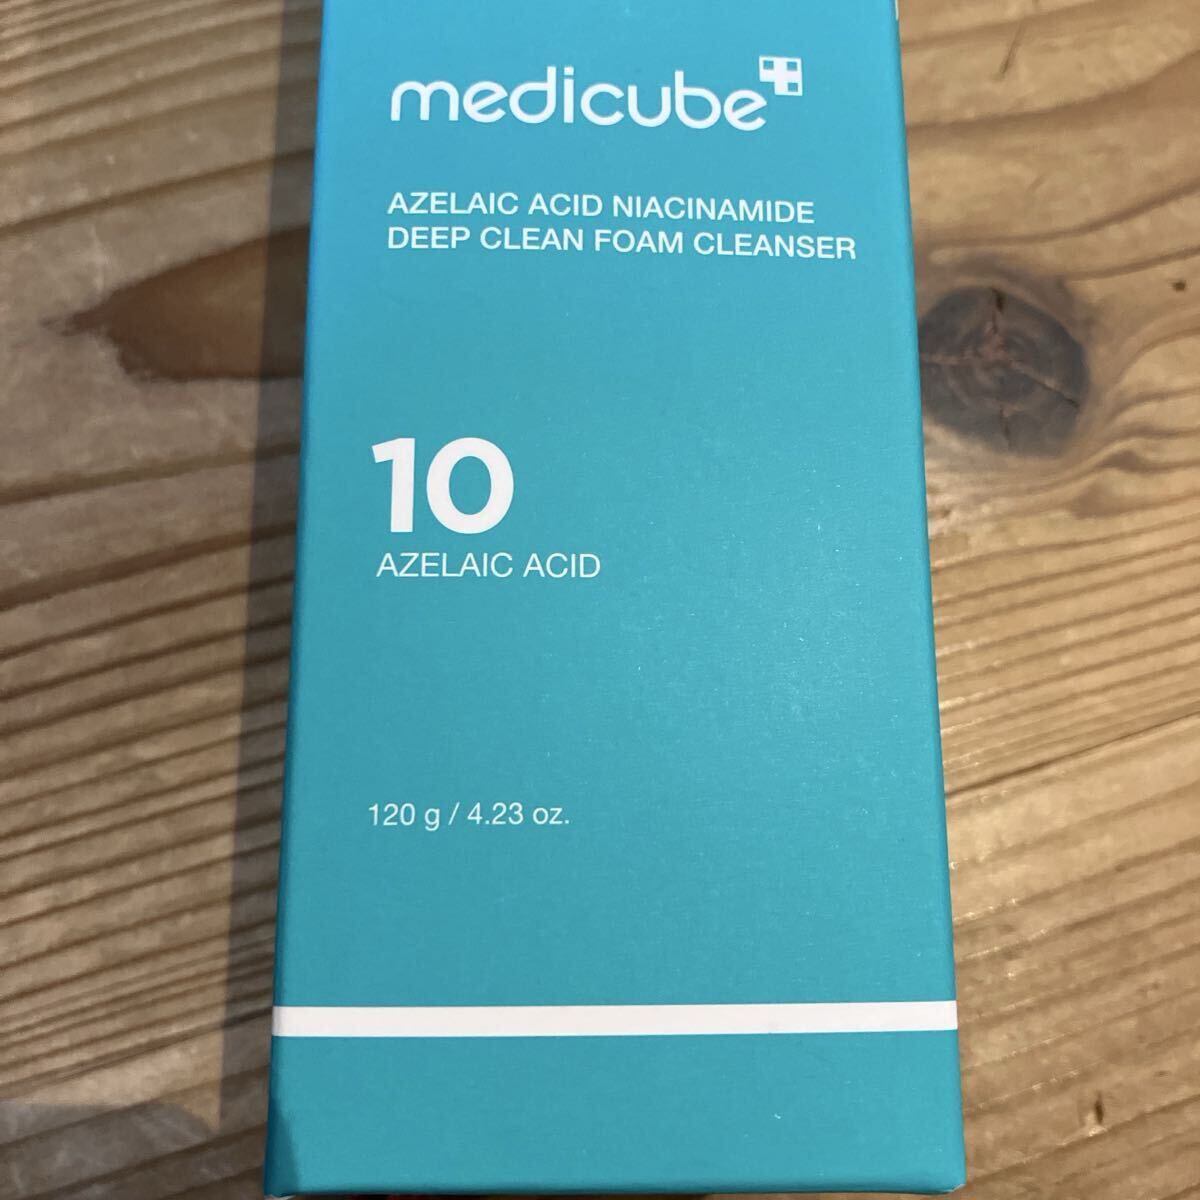 medicube
AZELAIC ACID NIACINAMIDE
DEEP CLEAN FOAM CLEANSER
10
AZELAIC ACID
120 g / 4.23 oz.